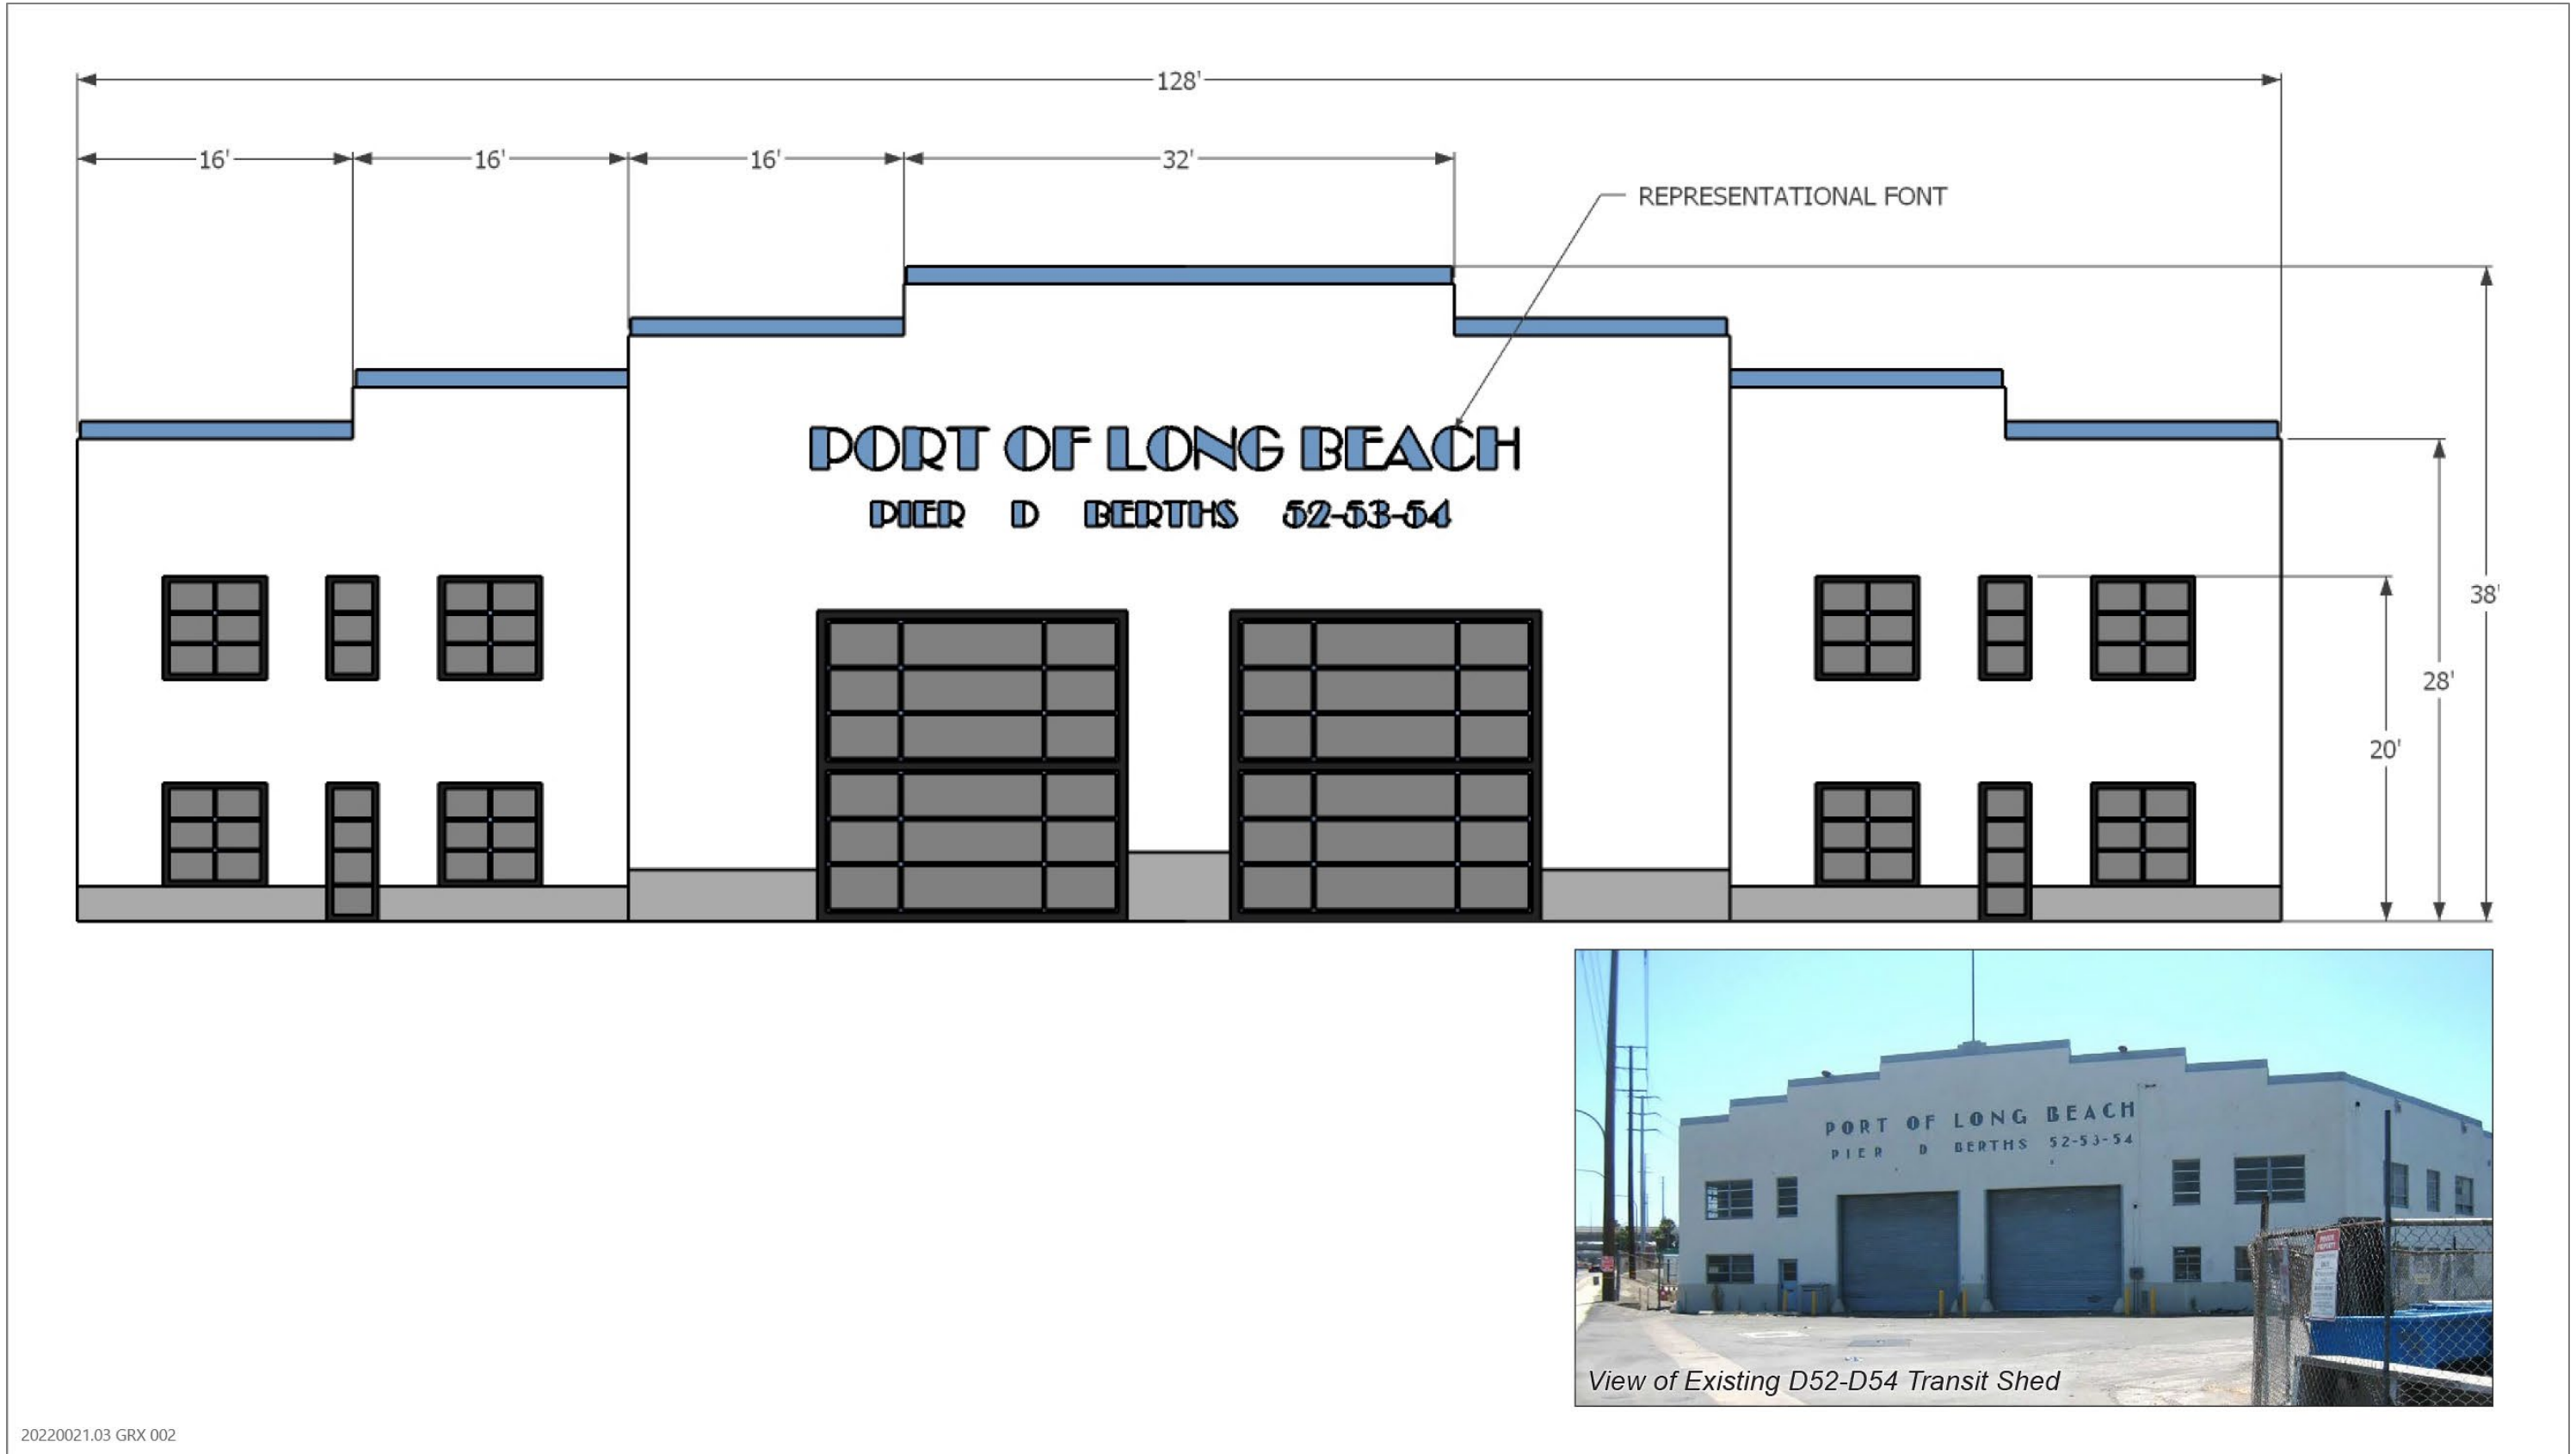 128'
16' 16' 16' 32'
REPRESENTATIONAL FONT
PORT OF LONG BEACH
PIER D BERTHS 52-53-54
38'
28'
20'
PORT OF LONG BEACH
PIER D BERTHS 52-53-54
View of Existing D52-D54 Transit Shed
20220021.03 GRX 002